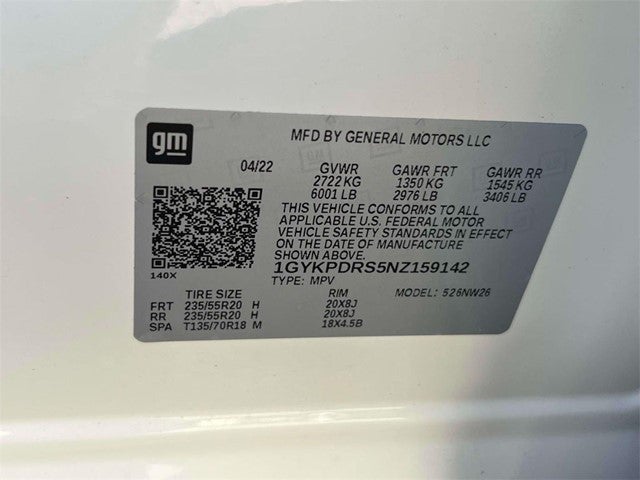 gm
MFD BY GENERAL MOTORS LLC
04/22 GVWR GAWR FRT GAWR RR
2722 KG 1350 KG 1545 KG
6001 LB 2976 LB 3406 LB
THIS VEHICLE CONFORMS TO ALL
APPLICABLE U.S. FEDERAL MOTOR
VEHICLE SAFETY STANDARDS IN EFFECT
ON THE DATE OF MANUFACTURE
SHOWN ABOVE.
1GYKPDRS5NZ159142
140X
TYPE: MPV MODEL: 526NW26
TIRE SIZE RIM
FRT 235/55R20 H 20X8J
RR 235/55R20 H 20X8J
SPA T135/70R18 M 18X4.5B